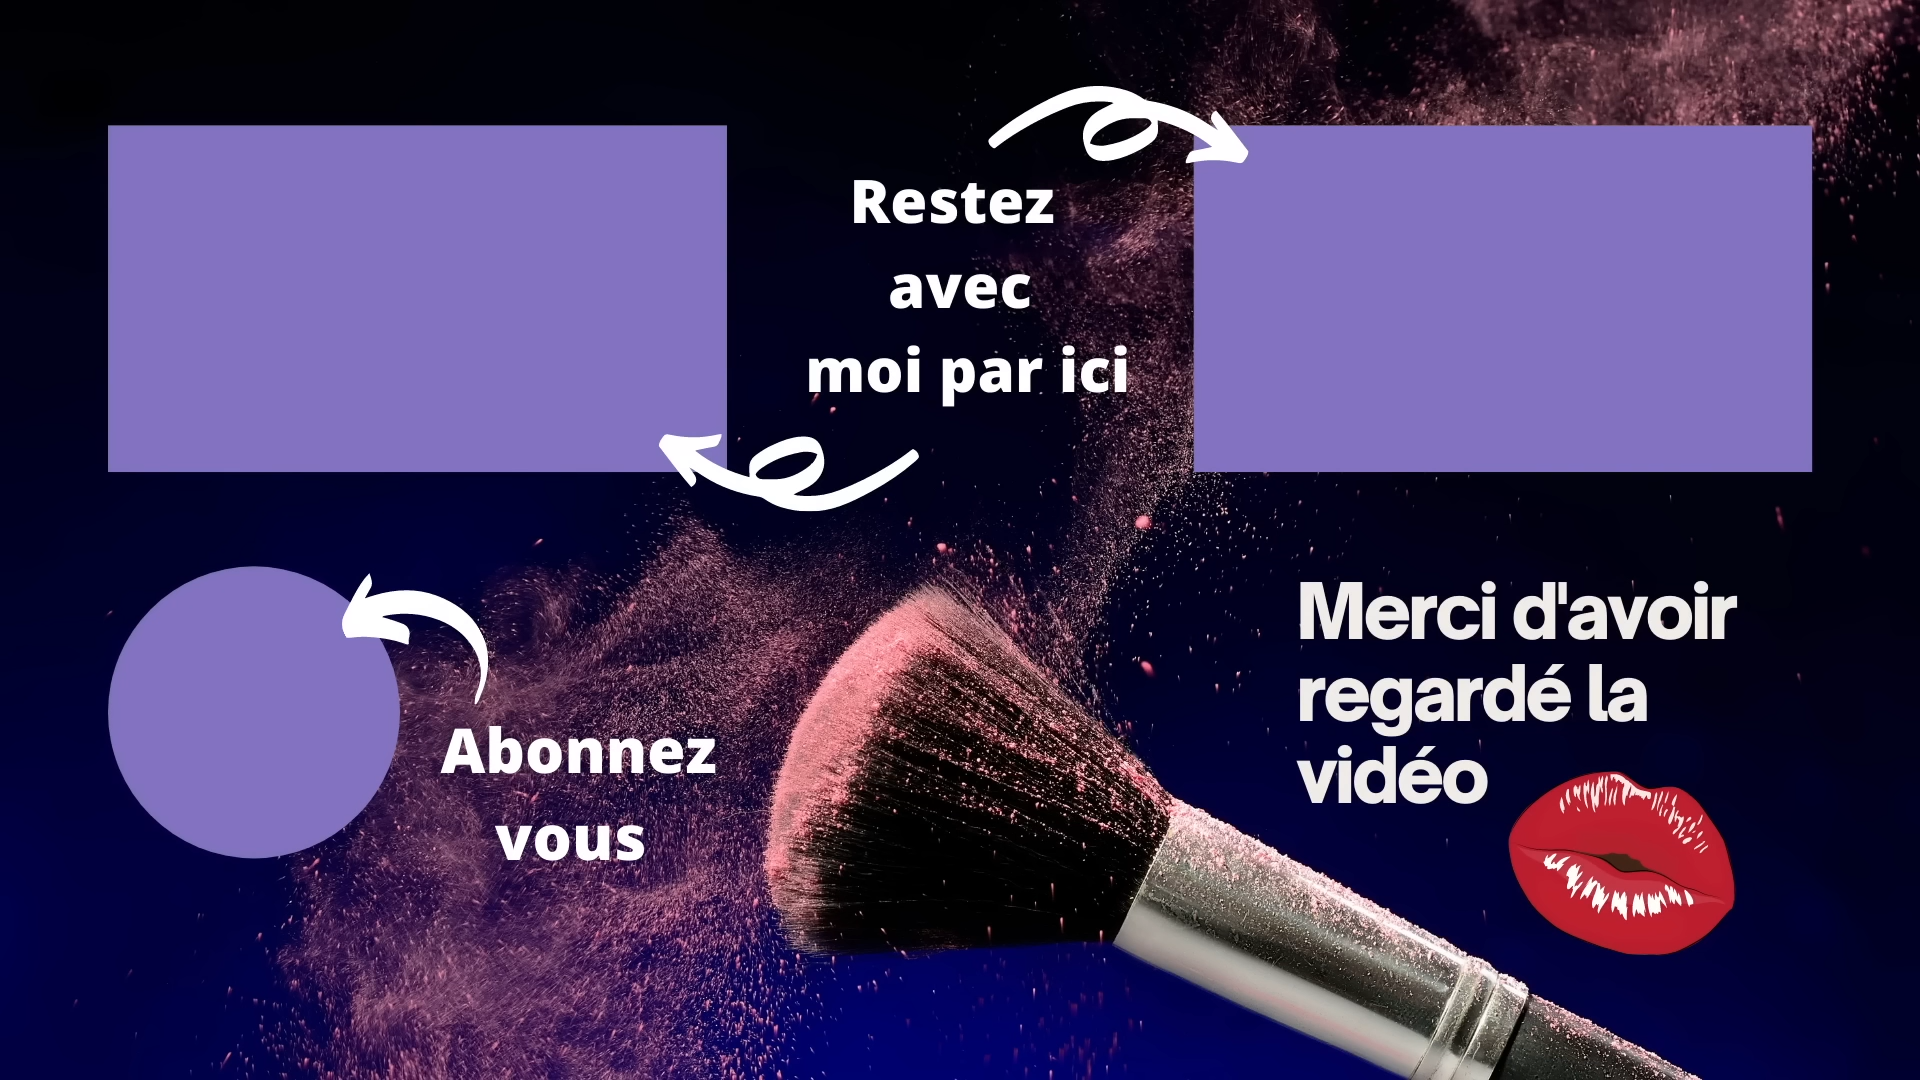 Restez
avec
moi par ici
Abonnez
vous
Merci d'avoir
regardé la
vidéo